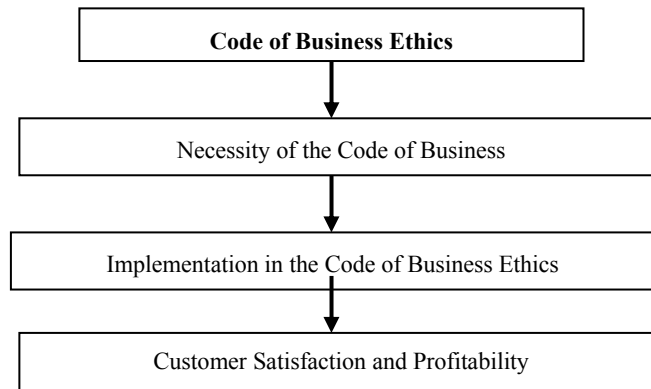 Code of Business Ethics
Necessity of the Code of Business
Implementation in the Code of Business Ethics
Customer Satisfaction and Profitability